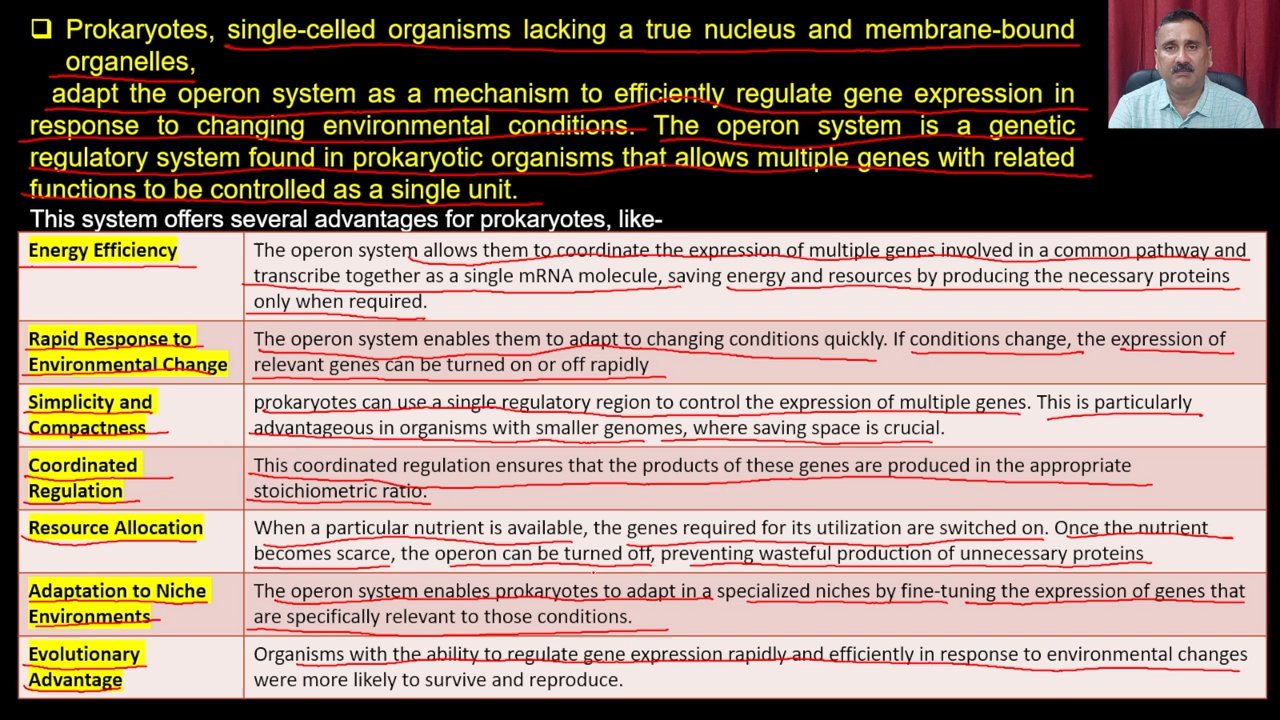 ❑ Prokaryotes, single-celled organisms lacking a true nucleus and membrane-bound
organelles,
adapt the operon system as a mechanism to efficiently regulate gene expression in
response to changing environmental conditions. The operon system is a genetic
regulatory system found in prokaryotic organisms that allows multiple genes with related
functions to be controlled as a single unit.
This system offers several advantages for prokaryotes, like-
Energy Efficiency
The operon system allows them to coordinate the expression of multiple genes involved in a common pathway and
transcribe together as a single mRNA molecule, saving energy and resources by producing the necessary proteins
only when required.
Rapid Response to
Environmental Change
The operon system enables them to adapt to changing conditions quickly. If conditions change, the expression of
relevant genes can be turned on or off rapidly
Simplicity and
Compactness
prokaryotes can use a single regulatory region to control the expression of multiple genes. This is particularly
advantageous in organisms with smaller genomes, where saving space is crucial.
Coordinated
Regulation
This coordinated regulation ensures that the products of these genes are produced in the appropriate
stoichiometric ratio.
Resource Allocation
When a particular nutrient is available, the genes required for its utilization are switched on. Once the nutrient
becomes scarce, the operon can be turned off, preventing wasteful production of unnecessary proteins
Adaptation to Niche
Environments
The operon system enables prokaryotes to adapt in a specialized niches by fine-tuning the expression of genes that
are specifically relevant to those conditions.
Evolutionary
Advantage
Organisms with the ability to regulate gene expression rapidly and efficiently in response to environmental changes
were more likely to survive and reproduce.